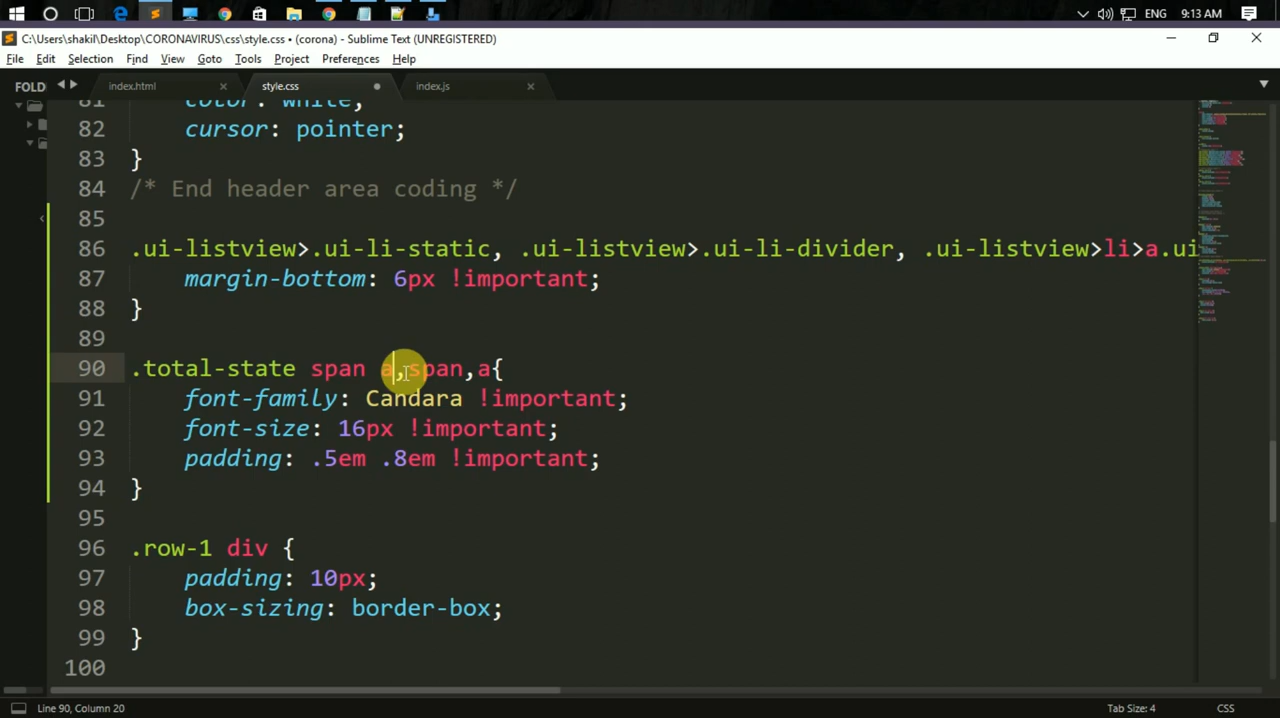 ENG 9:13 AM
C:\Users\shakil\Desktop\CORONAVIRUS\css\style.css • (corona) - Sublime Text (UNREGISTERED)
File Edit Selection Find View Goto Tools Project Preferences Help
FOLD index.html style.css index.js
81 color: white;
82 cursor: pointer;
83 }
84 /* End header area coding */
85
86 .ui-listview>.ui-li-static, .ui-listview>.ui-li-divider, .ui-listview>li>a.ui
87 margin-bottom: 6px !important;
88 }
89
90 .total-state span a,span,a{
91 font-family: Candara !important;
92 font-size: 16px !important;
93 padding: .5em .8em !important;
94 }
95
96 .row-1 div {
97 padding: 10px;
98 box-sizing: border-box;
99 }
100
Line 90, Column 20 Tab Size: 4 CSS